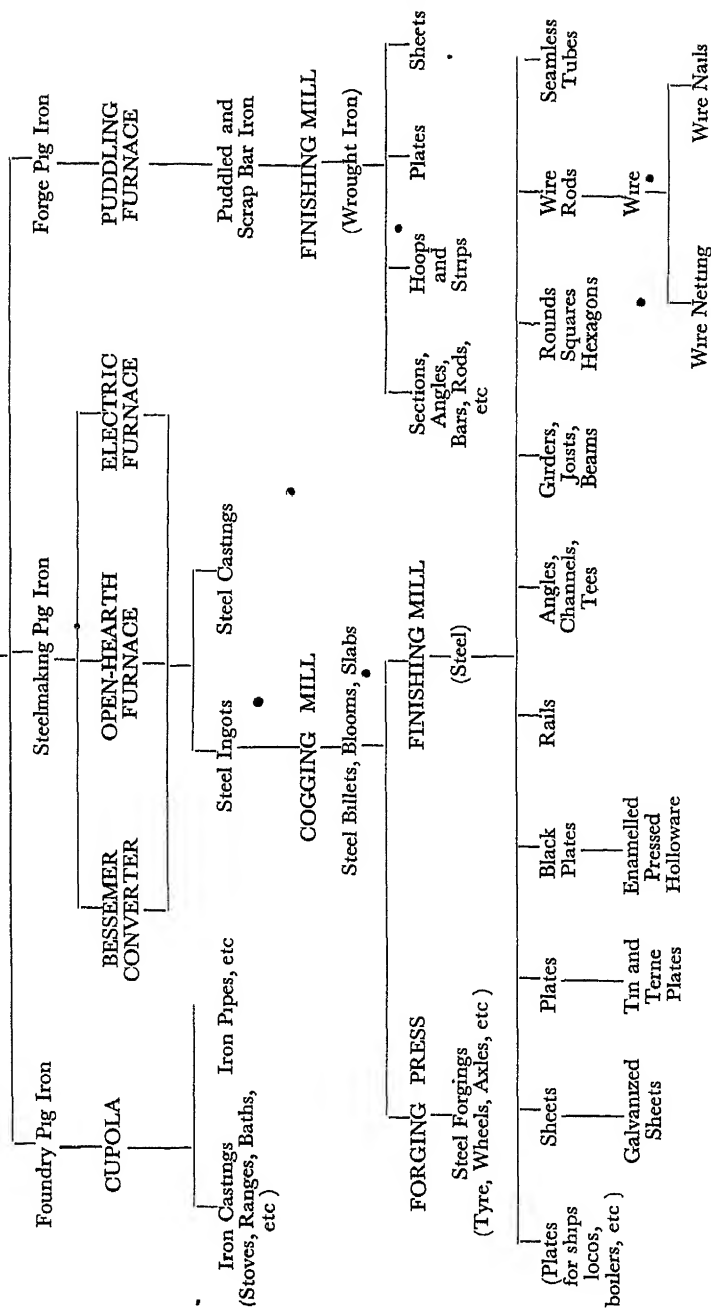 Foundry Pig Iron
Steelmaking Pig Iron
Forge Pig Iron
CUPOLA
BESSEMER
CONVERTER
OPEN-HEARTH
FURNACE
ELECTRIC
FURNACE
PUDDLING
FURNACE
Iron Castings
(Stoves, Ranges, Baths,
etc )
Iron Pipes, etc
Steel Ingots
Steel Castings
Puddled and
Scrap Bar Iron
COGGING MILL
FINISHING MILL
(Wrought Iron)
Steel Billets, Blooms, Slabs
Sections,
Angles,
Bars, Rods,
etc
Hoops
and
Strips
Plates
Sheets
FORGING PRESS
FINISHING MILL
Steel Forgings
(Tyre, Wheels, Axles, etc )
(Steel)
(Plates
for ships
locos,
boilers, etc )
Sheets
Plates
Black
Plates
Rails
Angles,
Channels,
Tees
Girders,
Joists,
Beams
Rounds
Squares
Hexagons
Wire
Rods
Seamless
Tubes
Galvanized
Sheets
Tin and
Terne
Plates
Enamelled
Pressed
Holloware
Wire
Wire Netting
Wire Nails